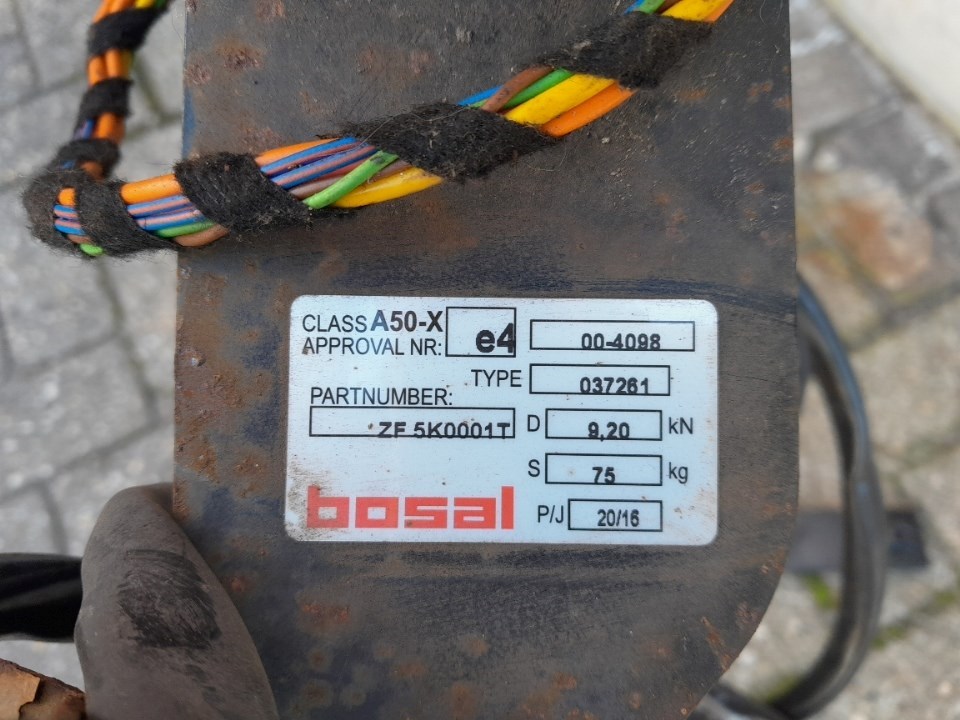 CLASS A50-X
APPROVAL NR: e4 00-4098
TYPE 037261
PARTNUMBER:
ZF 5K0001T D 9,20 kN
S 75 kg
bosal P/J 20/16